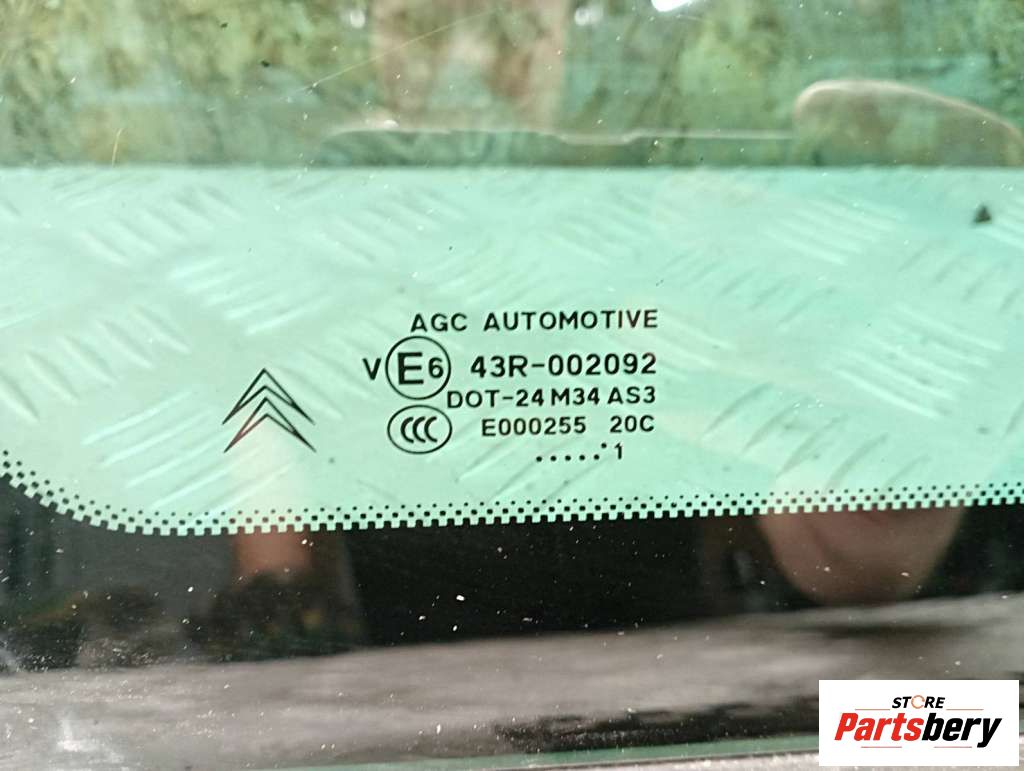 AGC AUTOMOTIVE
V E6 43R-002092
DOT-24 M34 AS3
CCC E000255 20C
.....˙1
STORE
Partsbery